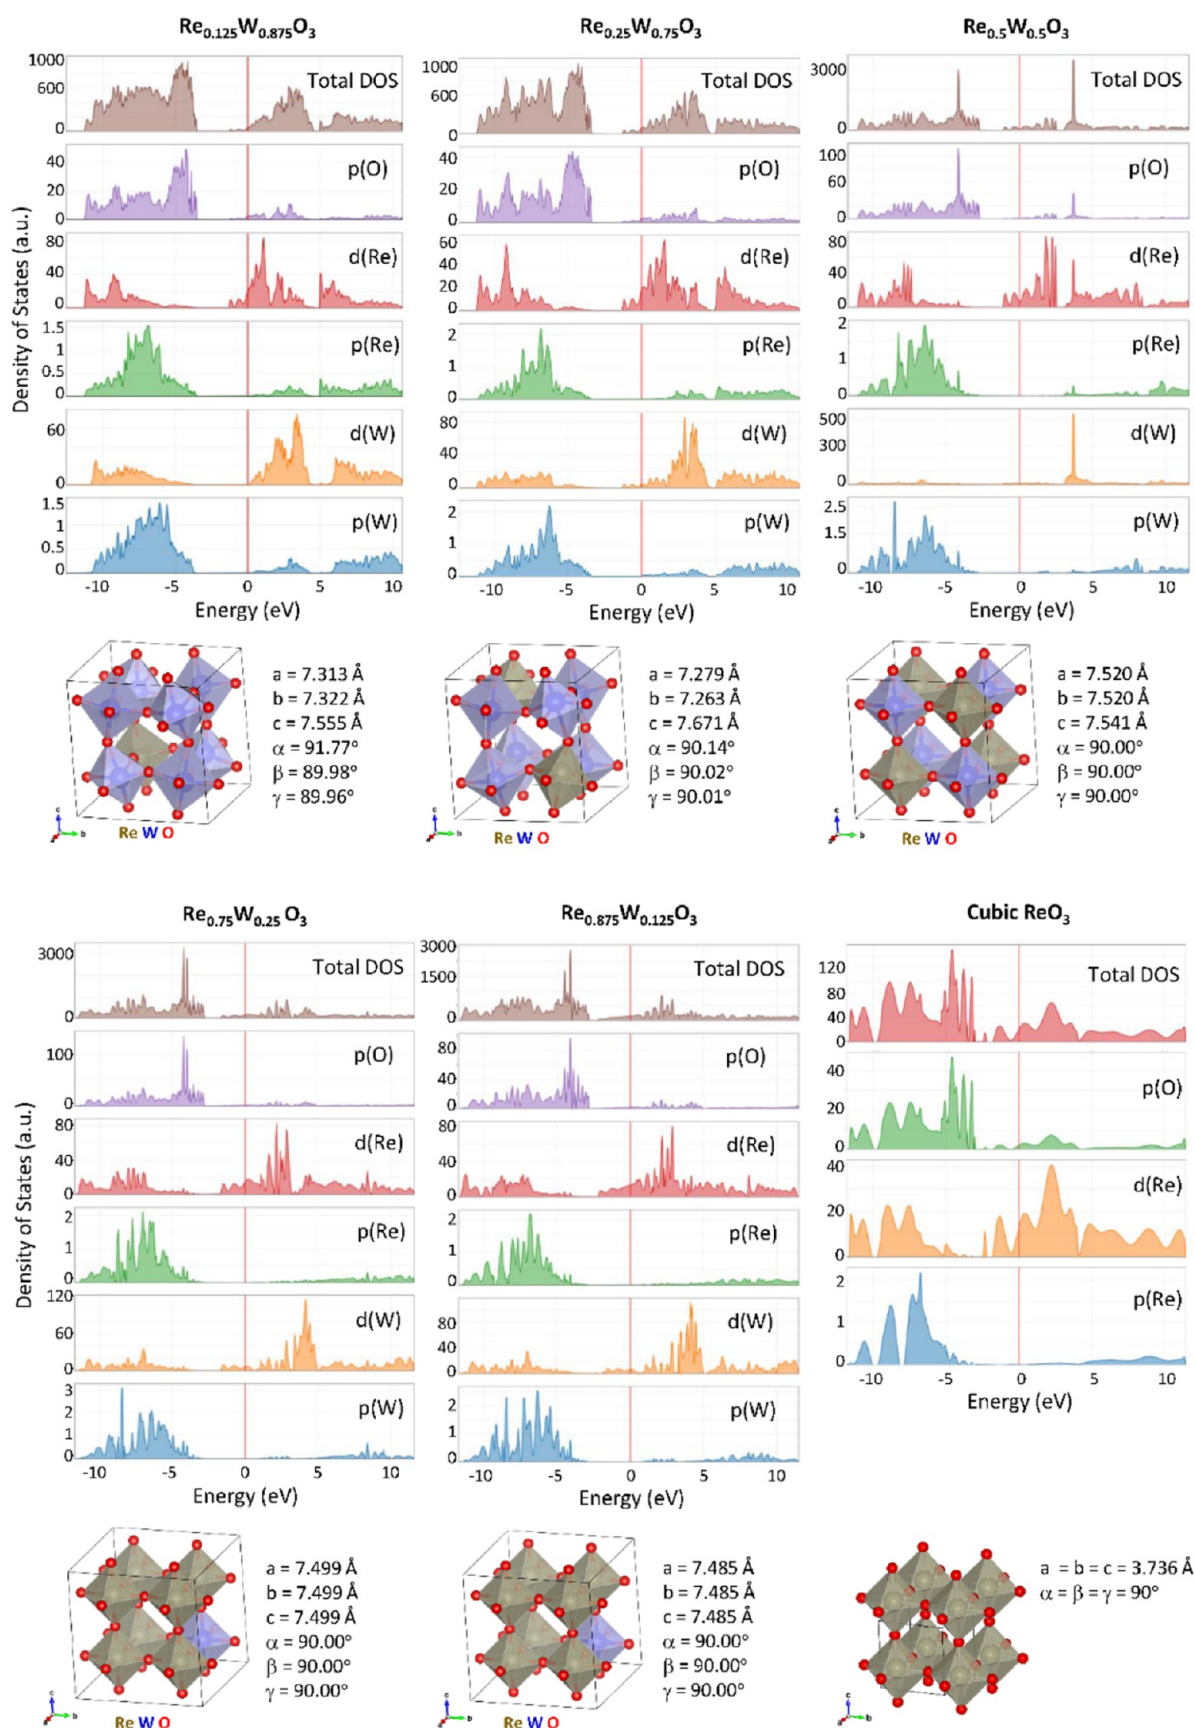 Re0.125W0.875O3
1000
600
0
Total DOS
40
20
0
p(O)
80
40
0
d(Re)
1.5
1
0.5
0
p(Re)
60
0
d(W)
1.5
1
0.5
0
p(W)
-10 -5 0 5 10
Energy (eV)
Density of States (a.u.)
Re0.25W0.75O3
1000
600
0
Total DOS
40
20
0
p(O)
60
40
20
0
d(Re)
2
1
0
p(Re)
80
40
0
d(W)
2
1
0
p(W)
-10 -5 0 5 10
Energy (eV)
Re0.5W0.5O3
3000
0
Total DOS
100
60
0
p(O)
80
40
0
d(Re)
2
1
0
p(Re)
500
300
0
d(W)
2.5
1.5
0
p(W)
-10 -5 0 5 10
Energy (eV)
a = 7.313 Å
b = 7.322 Å
c = 7.555 Å
α = 91.77°
β = 89.98°
γ = 89.96°
c
a
b
Re W O
a = 7.279 Å
b = 7.263 Å
c = 7.671 Å
α = 90.14°
β = 90.02°
γ = 90.01°
c
a
b
Re W O
a = 7.520 Å
b = 7.520 Å
c = 7.541 Å
α = 90.00°
β = 90.00°
γ = 90.00°
c
a
b
Re W O
Re0.75W0.25 O3
3000
0
Total DOS
100
0
p(O)
80
40
0
d(Re)
2
1
0
p(Re)
120
60
0
d(W)
3
2
1
0
p(W)
-10 -5 0 5 10
Energy (eV)
Density of States (a.u.)
Re0.875W0.125O3
3000
1500
0
Total DOS
80
40
0
p(O)
80
40
0
d(Re)
2
1
0
p(Re)
80
40
0
d(W)
2
1
0
p(W)
-10 -5 0 5 10
Energy (eV)
Cubic ReO3
120
80
40
0
Total DOS
40
20
0
p(O)
40
20
0
d(Re)
2
1
0
p(Re)
-10 -5 0 5 10
Energy (eV)
a = 7.499 Å
b = 7.499 Å
c = 7.499 Å
α = 90.00°
β = 90.00°
γ = 90.00°
c
a
b
Re W O
a = 7.485 Å
b = 7.485 Å
c = 7.485 Å
α = 90.00°
β = 90.00°
γ = 90.00°
c
a
b
Re W O
a = b = c = 3.736 Å
α = β = γ = 90°
c
a
b